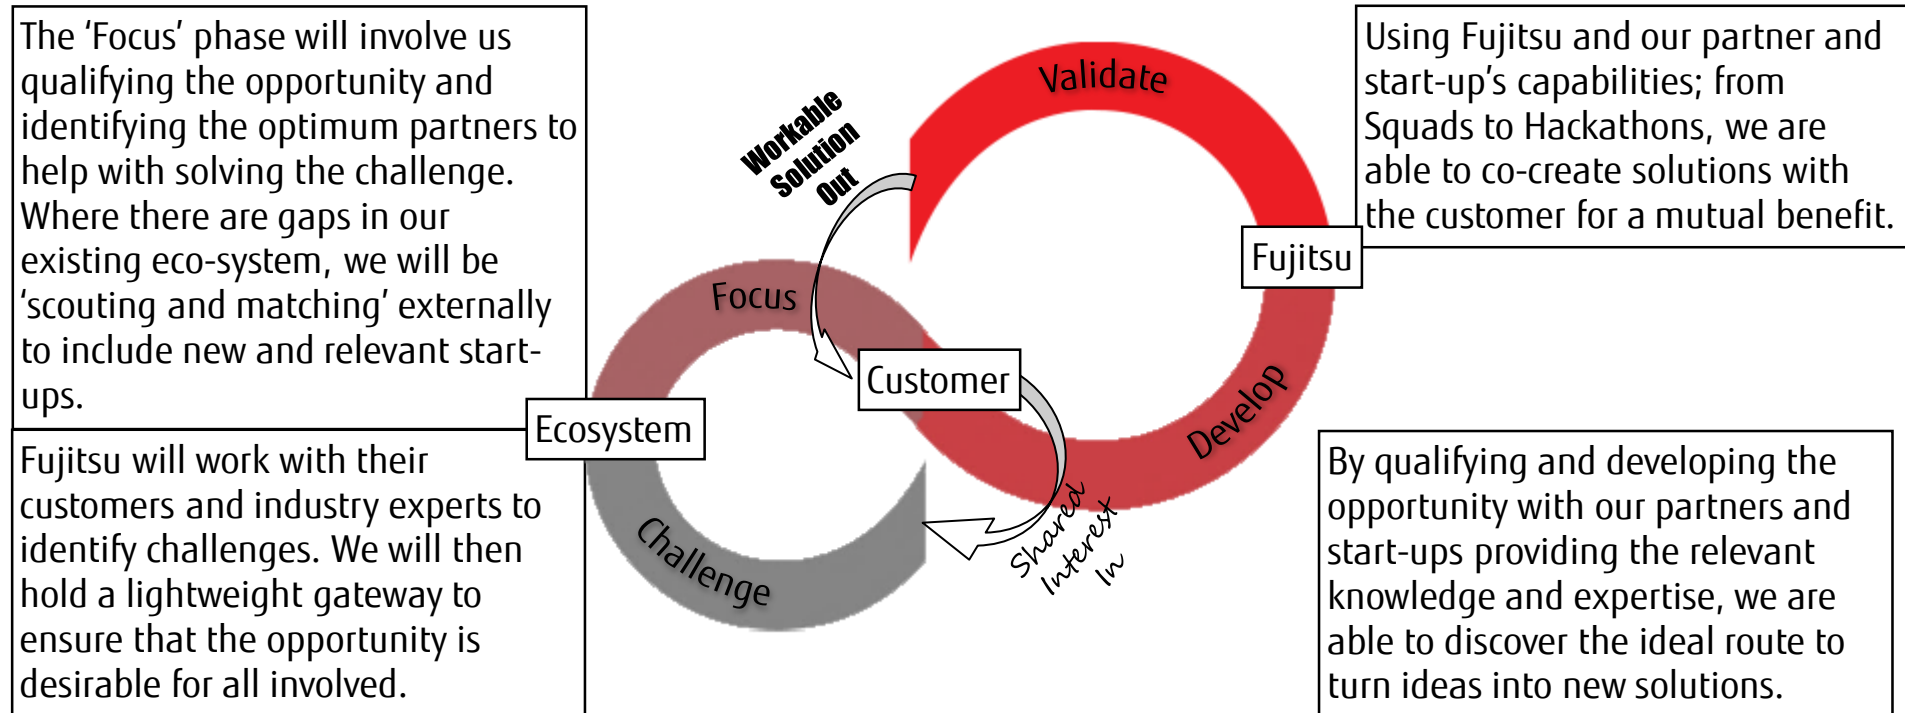 The ‘Focus’ phase will involve us
qualifying the opportunity and
identifying the optimum partners to
help with solving the challenge.
Where there are gaps in our
existing eco-system, we will be
‘scouting and matching’ externally
to include new and relevant start-
ups.
Fujitsu will work with their
customers and industry experts to
identify challenges. We will then
hold a lightweight gateway to
ensure that the opportunity is
desirable for all involved.
Workable
Solution
Out
Validate
Focus
Customer
Ecosystem
Challenge
Shared
Interest
In
Develop
Fujitsu
Using Fujitsu and our partner and
start-up’s capabilities; from
Squads to Hackathons, we are
able to co-create solutions with
the customer for a mutual benefit.
By qualifying and developing the
opportunity with our partners and
start-ups providing the relevant
knowledge and expertise, we are
able to discover the ideal route to
turn ideas into new solutions.